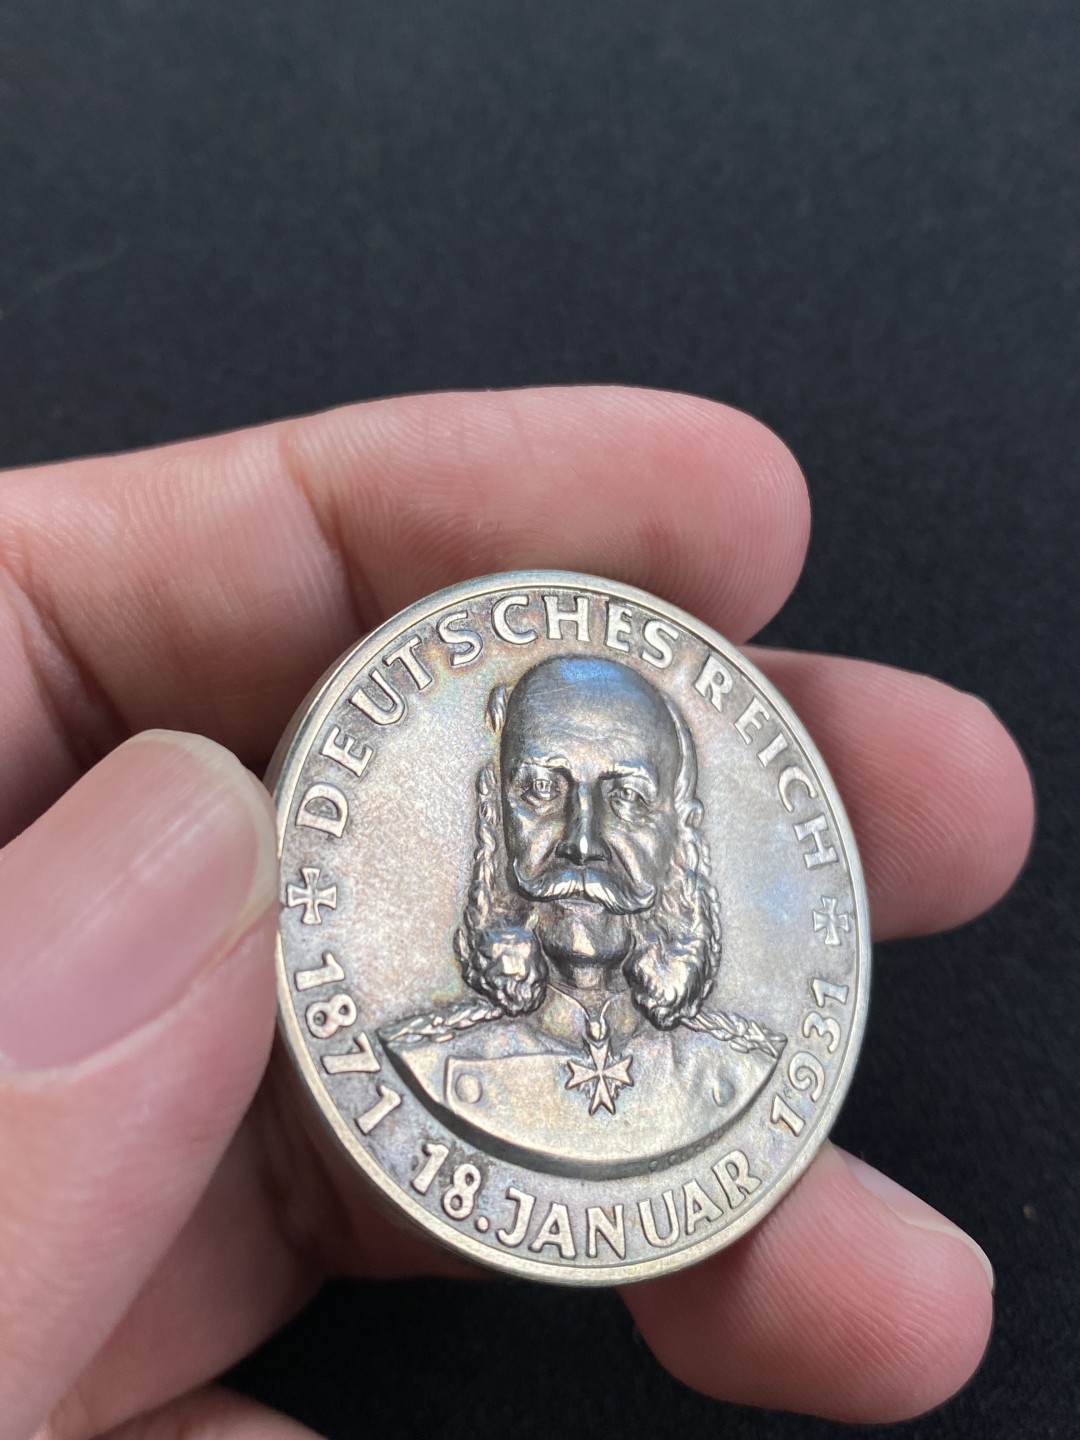 DEUTSCHES REICH
1871 18. JANUAR 1931